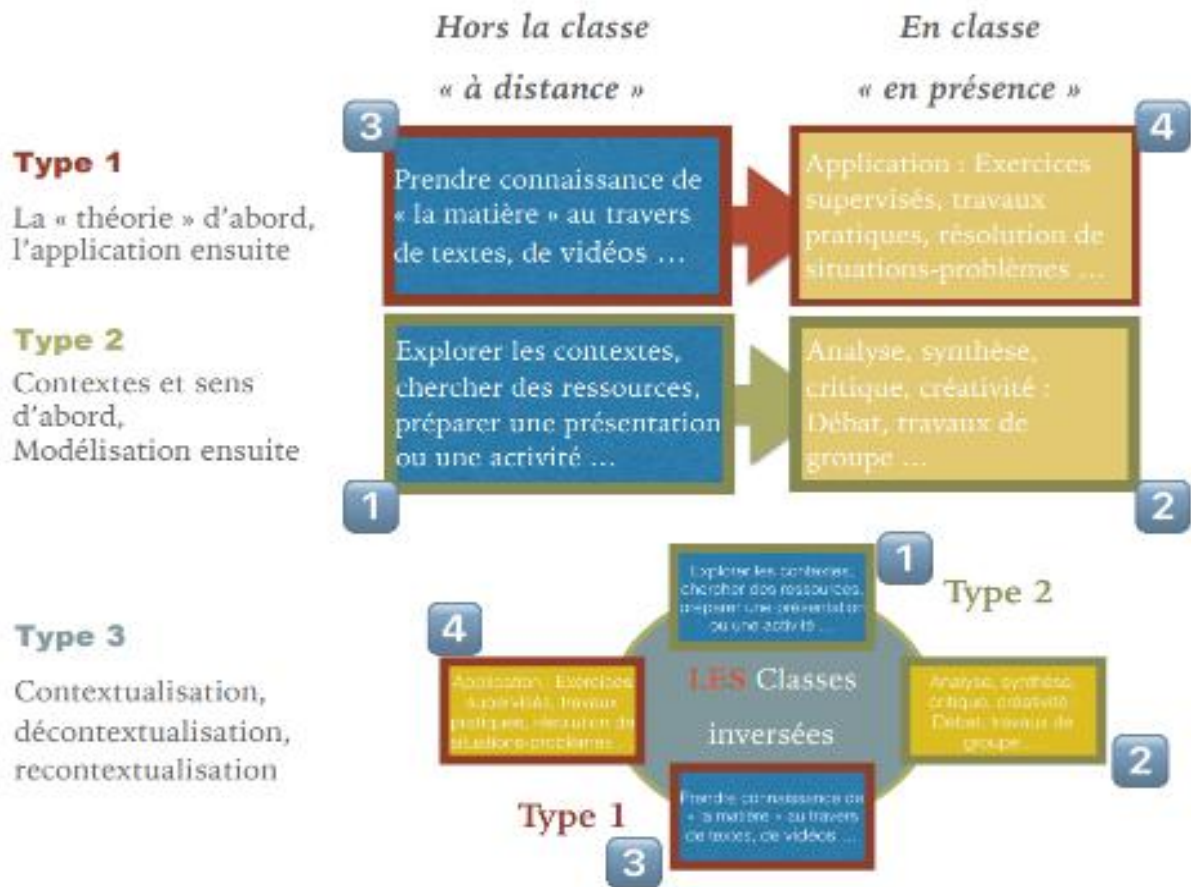 Hors la classe
« à distance »
En classe
« en présence »
Type 1
La « théorie » d'abord,
l'application ensuite
3
Prendre connaissance de
« la matière » au travers
de textes, de vidéos ...
4
Application : Exercices
supervisés, travaux
pratiques, résolution de
situations-problèmes ...
Type 2
Contextes et sens
d'abord,
Modélisation ensuite
Explorer les contextes,
chercher des ressources,
préparer une présentation
ou une activité ...
1
Analyse, synthèse,
critique, créativité :
Débat, travaux de
groupe ...
2
Type 3
Contextualisation,
décontextualisation,
recontextualisation
1
Explorer les contextes,
chercher des ressources,
préparer une présentation
ou une activité ...
Type 2
4
Application : Exercices
supervisés, travaux
pratiques, résolution de
situations-problèmes ...
LES Classes
inversées
Analyse, synthèse,
critique, créativité :
Débat, travaux de
groupe ...
2
Type 1
3
Prendre connaissance de
« la matière » au travers
de textes, de vidéos ...